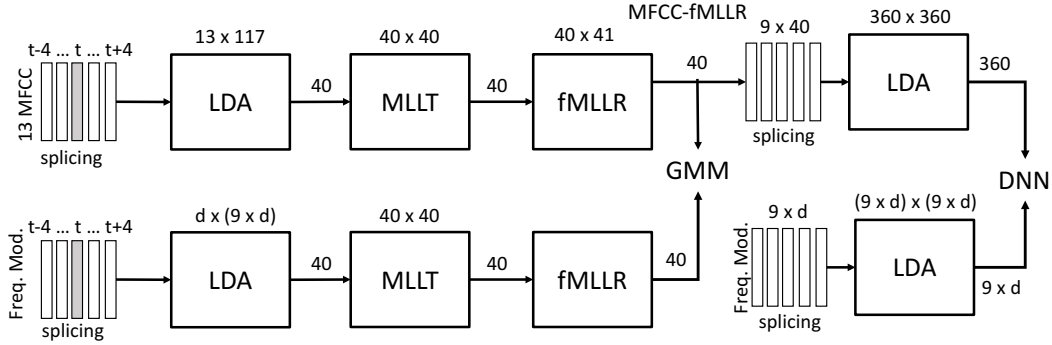 MFCC-fMLLR
t-4 ... t ... t+4
13 x 117
40 x 40
40 x 41
9 x 40
360 x 360
13 MFCC
LDA
40
MLLT
40
fMLLR
40
LDA
360
splicing
splicing
GMM
DNN
t-4 ... t ... t+4
d x (9 x d)
40 x 40
9 x d
(9 x d) x (9 x d)
Freq. Mod.
LDA
40
MLLT
40
fMLLR
40
Freq. Mod.
LDA
9 x d
splicing
splicing